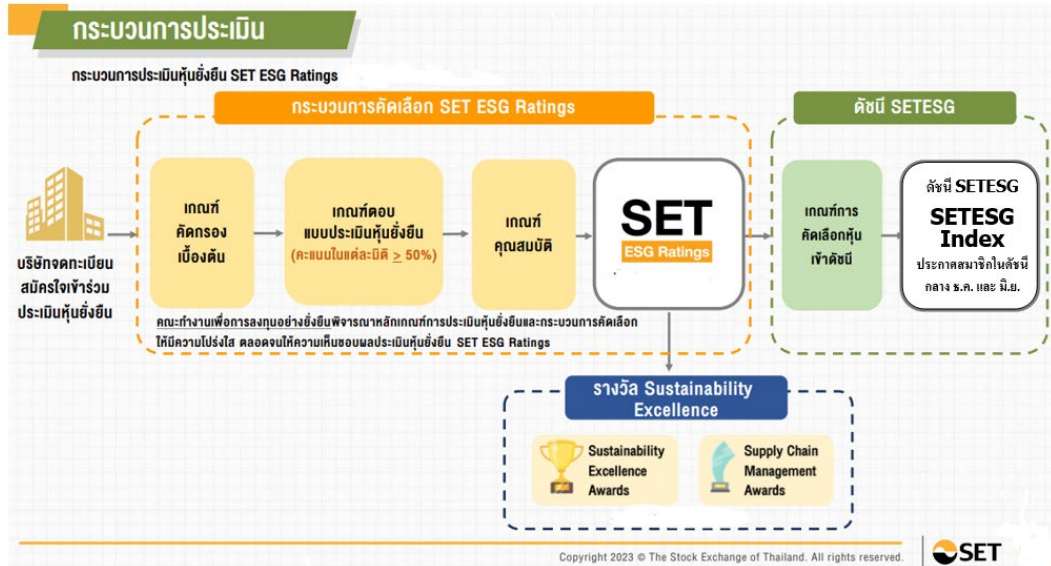 กระบวนการประเมิน
กระบวนการประเมินหุ้นยั่งยืน SET ESG Ratings
กระบวนการคัดเลือก SET ESG Ratings
ดัชนี SETESG
บริษัทจดทะเบียน
สมัครใจเข้าร่วม
ประเมินหุ้นยั่งยืน
เกณฑ์
คัดกรอง
เบื้องต้น
เกณฑ์ตอบ
แบบประเมินหุ้นยั่งยืน
(คะแนนในแต่ละมิติ ≥ 50%)
เกณฑ์
คุณสมบัติ
SET
ESG Ratings
เกณฑ์การ
คัดเลือกหุ้น
เข้าดัชนี
ดัชนี SETESG
SETESG
Index
ประกาศสมาชิกในดัชนี
กลาง ธ.ค. และ มิ.ย.
คณะทำงานเพื่อการลงทุนอย่างยั่งยืนพิจารณาหลักเกณฑ์การประเมินหุ้นยั่งยืนและกระบวนการคัดเลือก
ให้มีความโปร่งใส ตลอดจนให้ความเห็นชอบผลประเมินหุ้นยั่งยืน SET ESG Ratings
รางวัล Sustainability
Excellence
Sustainability
Excellence
Awards
Supply Chain
Management
Awards
Copyright 2023 © The Stock Exchange of Thailand. All rights reserved.
SET